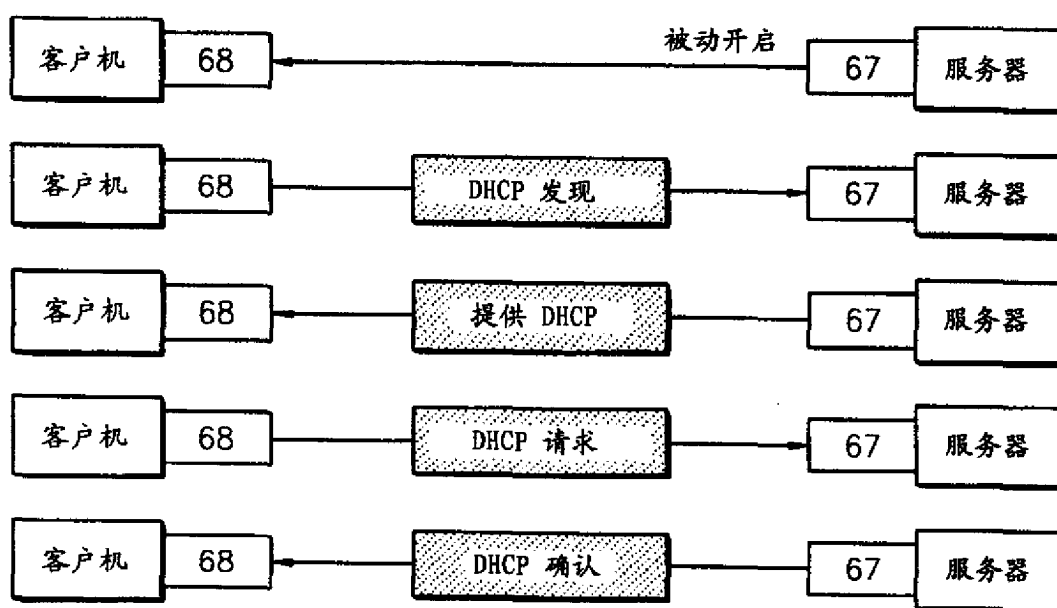 客户机 68 被动开启 67 服务器
客户机 68 DHCP 发现 67 服务器
客户机 68 提供 DHCP 67 服务器
客户机 68 DHCP 请求 67 服务器
客户机 68 DHCP 确认 67 服务器